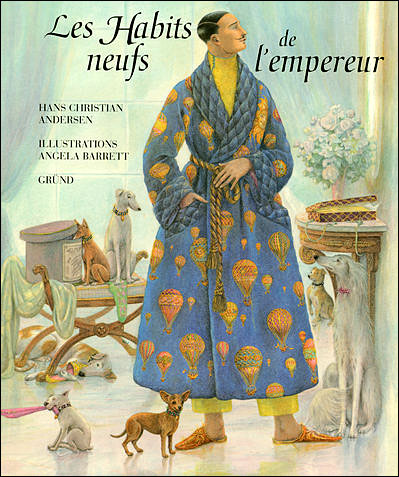 Les Habits
neufs
de
l'empereur
HANS CHRISTIAN
ANDERSEN
ILLUSTRATIONS
ANGELA BARRETT
GRÜND